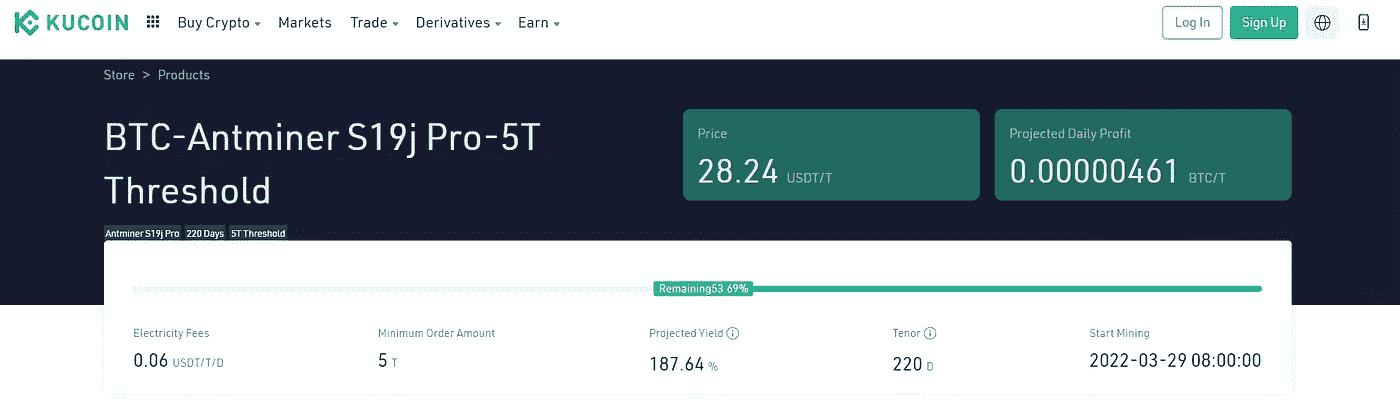 KUCOIN Buy Crypto Markets Trade Derivatives Earn Log In Sign Up
Store > Products
BTC-Antminer S19j Pro-5T
Threshold
Antminer S19j Pro 220 Days 5T Threshold
Price
28.24 USDT/T
Projected Daily Profit
0.00000461 BTC/T
Remaining53.69%
Electricity Fees
0.06 USDT/T/D
Minimum Order Amount
5 T
Projected Yield
187.64 %
Tenor
220 D
Start Mining
2022-03-29 08:00:00